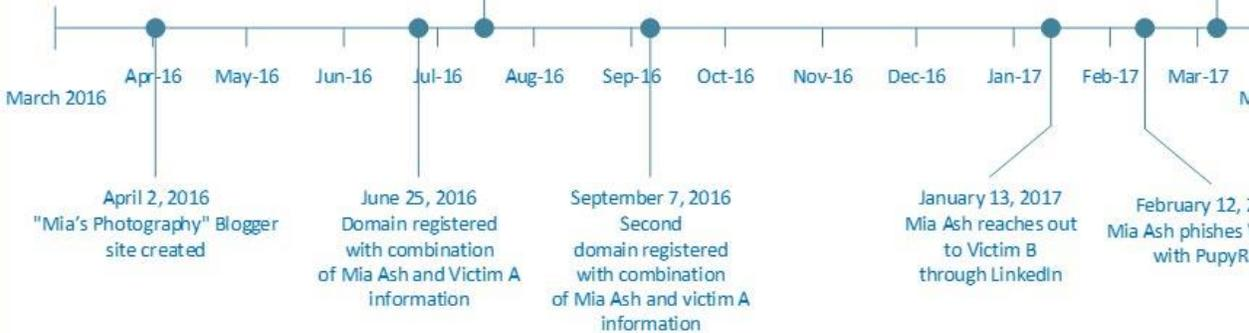 Apr-16 May-16 Jun-16 Jul-16 Aug-16 Sep-16 Oct-16 Nov-16 Dec-16 Jan-17 Feb-17 Mar-17
March 2016
April 2, 2016
"Mia's Photography" Blogger
site created
June 25, 2016
Domain registered
with combination
of Mia Ash and Victim A
information
September 7, 2016
Second
domain registered
with combination
of Mia Ash and victim A
information
January 13, 2017
Mia Ash reaches out
to Victim B
through LinkedIn
February 12,
Mia Ash phishes
with PupyR